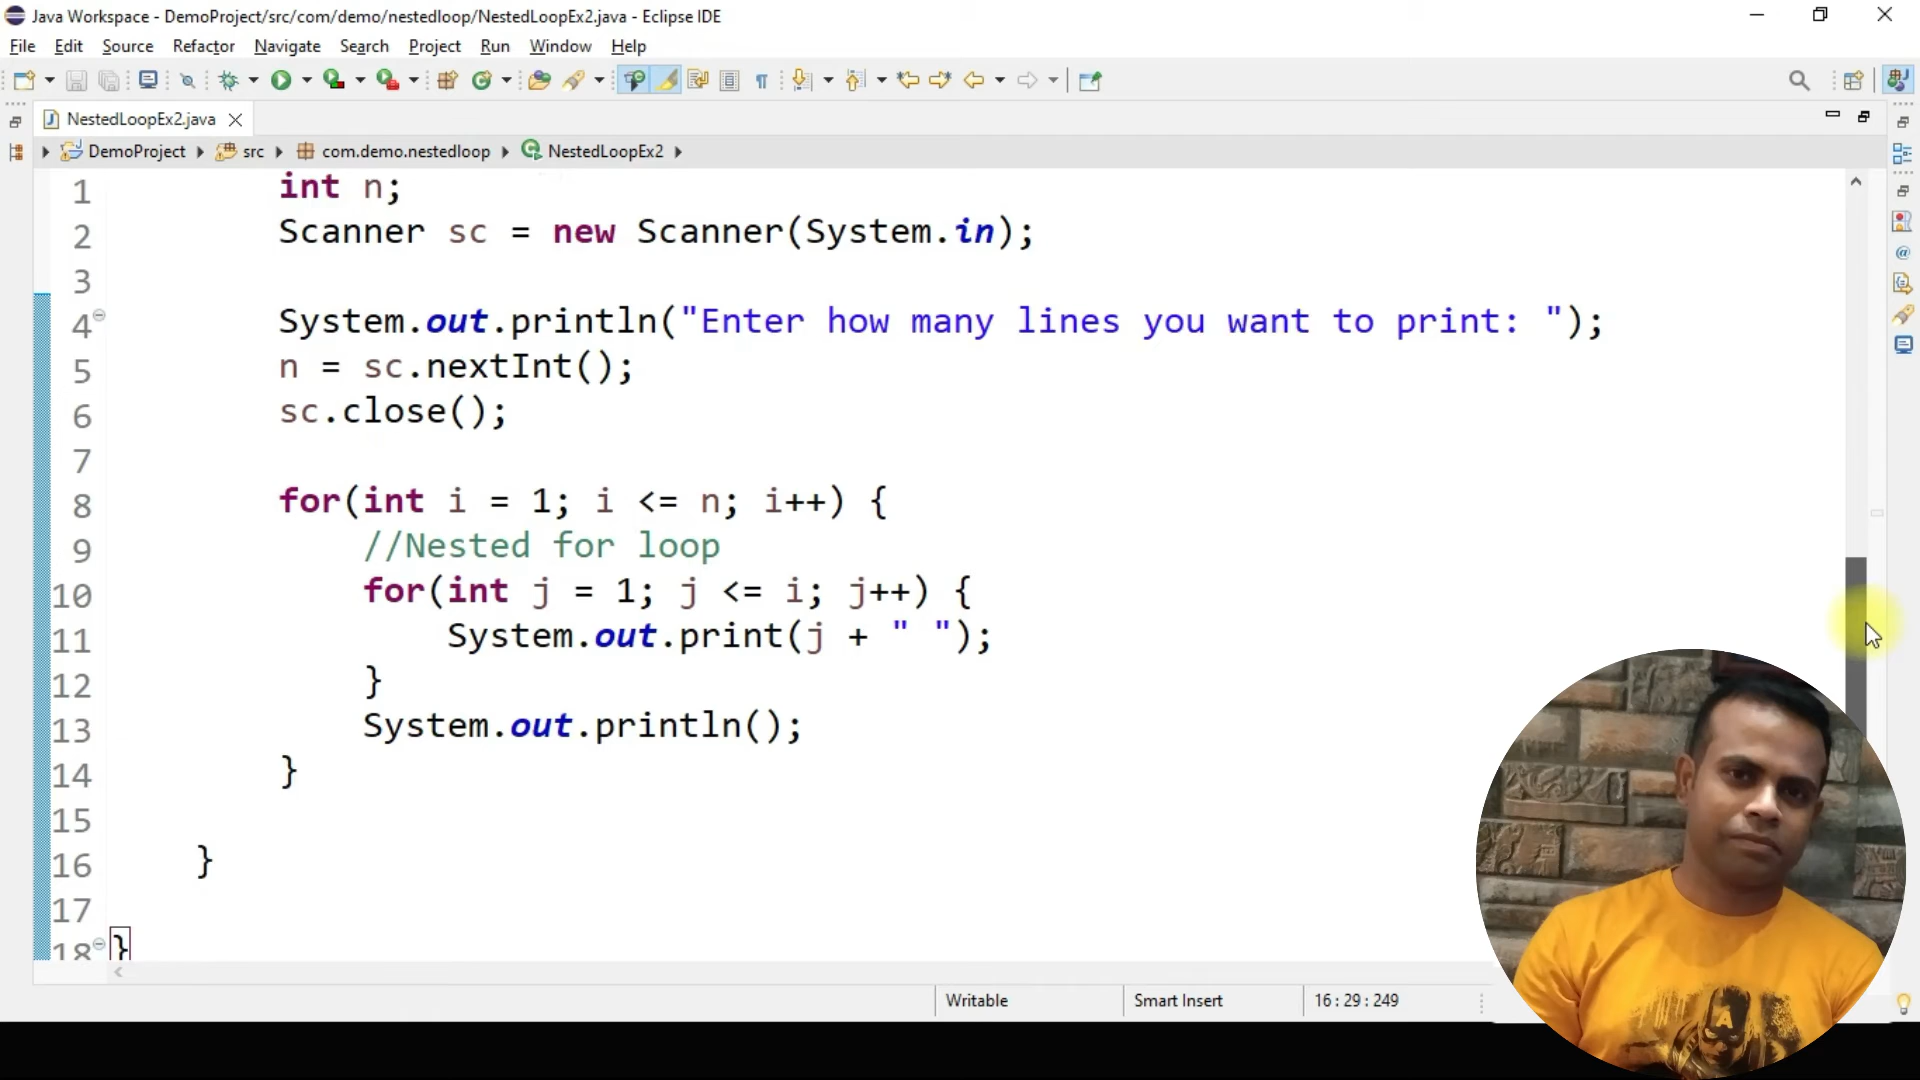 Java Workspace - DemoProject/src/com/demo/nestedloop/NestedLoopEx2.java - Eclipse IDE
File Edit Source Refactor Navigate Search Project Run Window Help
NestedLoopEx2.java
DemoProject src com.demo.nestedloop NestedLoopEx2
1 int n;
2 Scanner sc = new Scanner(System.in);
3
4 System.out.println("Enter how many lines you want to print: ");
5 n = sc.nextInt();
6 sc.close();
7
8 for(int i = 1; i <= n; i++) {
9 //Nested for loop
10 for(int j = 1; j <= i; j++) {
11 System.out.print(j + " ");
12 }
13 System.out.println();
14 }
15
16 }
17
18 }
Writable Smart Insert 16 : 29 : 249
A